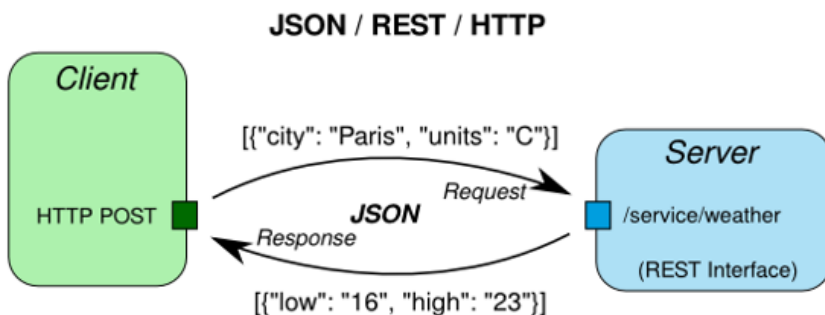 JSON / REST / HTTP
Client
[{"city": "Paris", "units": "C"}]
Server
Request
HTTP POST
JSON
/service/weather
Response
(REST Interface)
[{"low": "16", "high": "23"}]